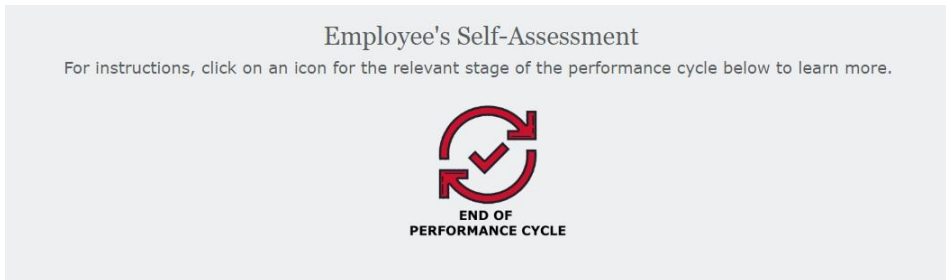 Employee's Self-Assessment
For instructions, click on an icon for the relevant stage of the performance cycle below to learn more.
END OF
PERFORMANCE CYCLE